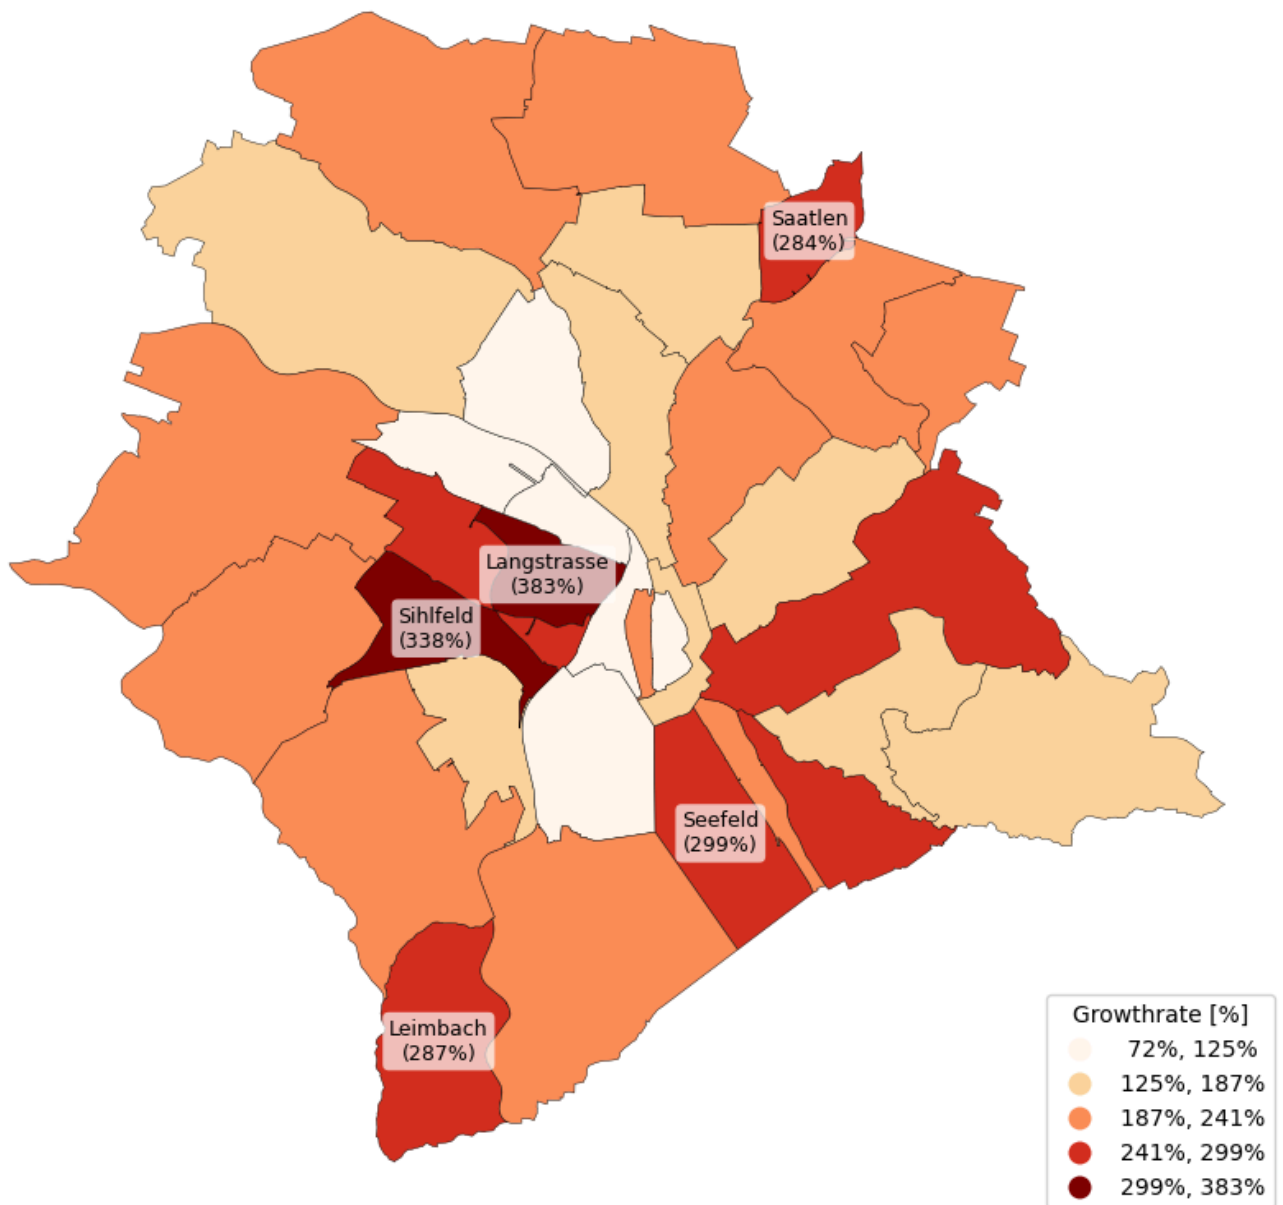 Saatlen
(284%)
Langstrasse
(383%)
Sihlfeld
(338%)
Seefeld
(299%)
Leimbach
(287%)
Growthrate [%]
72%, 125%
125%, 187%
187%, 241%
241%, 299%
299%, 383%